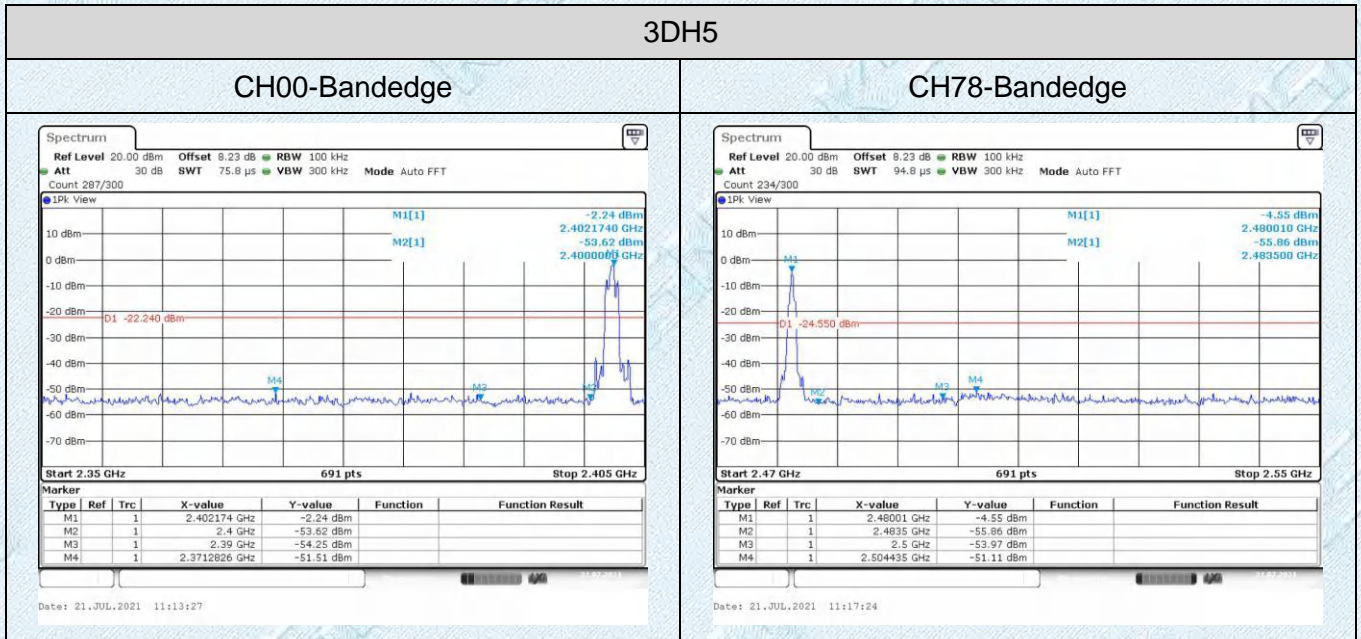 3DH5
CH00-Bandedge
CH78-Bandedge
Spectrum
Ref Level 20.00 dBm Offset 8.23 dB RBW 100 kHz
Att 30 dB SWT 75.8 µs VBW 300 kHz Mode Auto FFT
Count 287/300
1Pk View
M1[1] -2.24 dBm
2.4021740 GHz
M2[1] -53.62 dBm
2.4000000 GHz
10 dBm
0 dBm
-10 dBm
-20 dBm
D1 -22.240 dBm
-30 dBm
-40 dBm
-50 dBm
M4
M3
-60 dBm
-70 dBm
Start 2.35 GHz 691 pts Stop 2.405 GHz
Marker
Type Ref Trc X-value Y-value Function Function Result
M1 1 2.402174 GHz -2.24 dBm
M2 1 2.4 GHz -53.62 dBm
M3 1 2.39 GHz -54.25 dBm
M4 1 2.3712826 GHz -51.51 dBm
Date: 21.JUL.2021 11:13:27
Spectrum
Ref Level 20.00 dBm Offset 8.23 dB RBW 100 kHz
Att 30 dB SWT 94.8 µs VBW 300 kHz Mode Auto FFT
Count 234/300
1Pk View
M1[1] -4.55 dBm
2.480010 GHz
M2[1] -55.86 dBm
2.483500 GHz
10 dBm
0 dBm
M1
-10 dBm
-20 dBm
D1 -24.550 dBm
-30 dBm
-40 dBm
-50 dBm
M2
M3
M4
-60 dBm
-70 dBm
Start 2.47 GHz 691 pts Stop 2.55 GHz
Marker
Type Ref Trc X-value Y-value Function Function Result
M1 1 2.48001 GHz -4.55 dBm
M2 1 2.4835 GHz -55.86 dBm
M3 1 2.5 GHz -53.97 dBm
M4 1 2.504435 GHz -51.11 dBm
Date: 21.JUL.2021 11:17:24